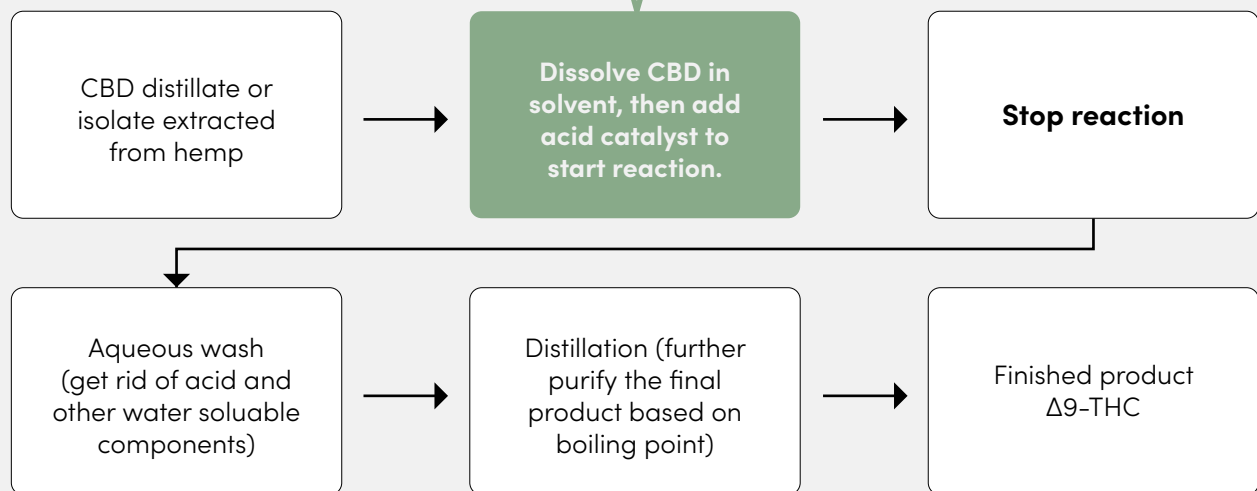 CBD distillate or
isolate extracted
from hemp
Dissolve CBD in
solvent, then add
acid catalyst to
start reaction.
Stop reaction
Aqueous wash
(get rid of acid and
other water soluable
components)
Distillation (further
purify the final
product based on
boiling point)
Finished product
Δ9-THC